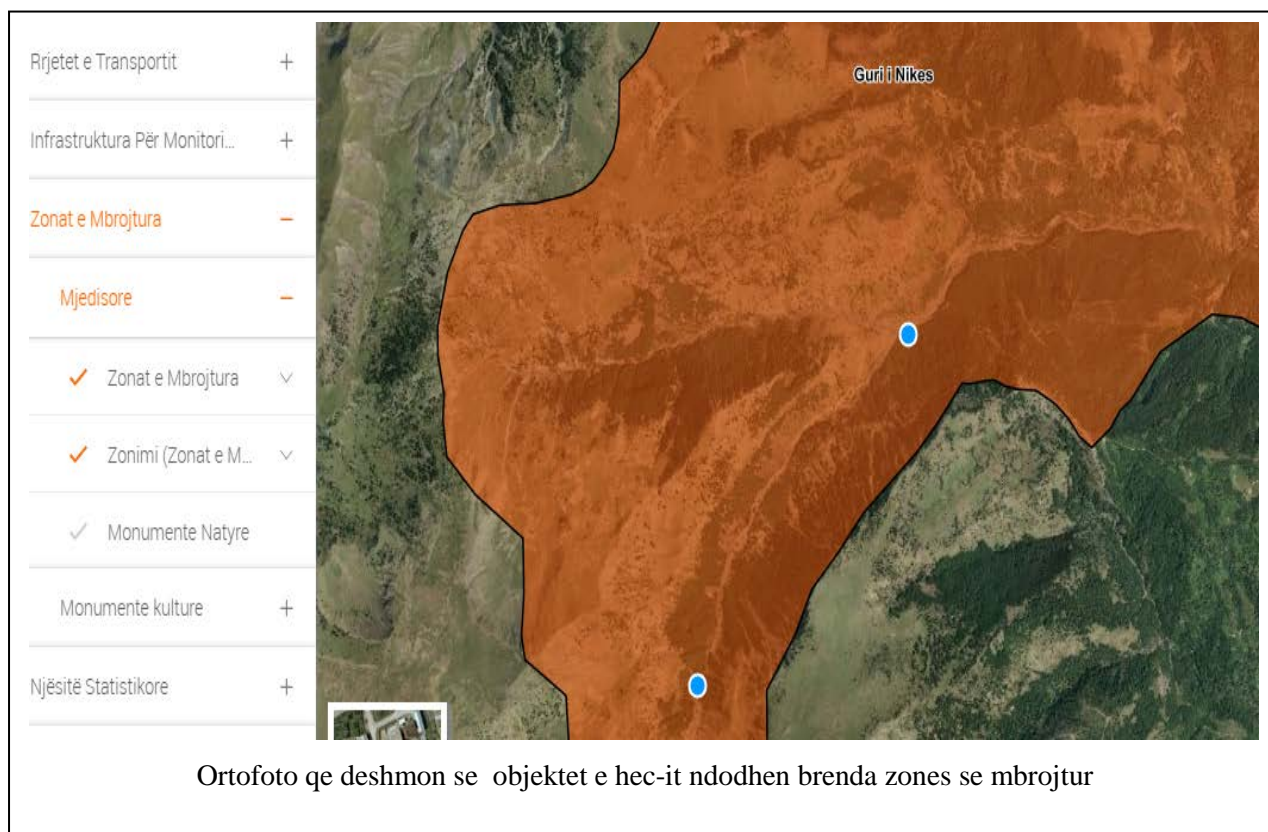 Rrjetet e Transportit
Infrastruktura Për Monitori...
Zonat e Mbrojtura
Mjedisore
Zonat e Mbrojtura
Zonimi (Zonat e M...
Monumente Natyre
Monumente kulture
Njësitë Statistikore
Guri i Nikes
Ortofoto qe deshmon se objektet e hec-it ndodhen brenda zones se mbrojtur